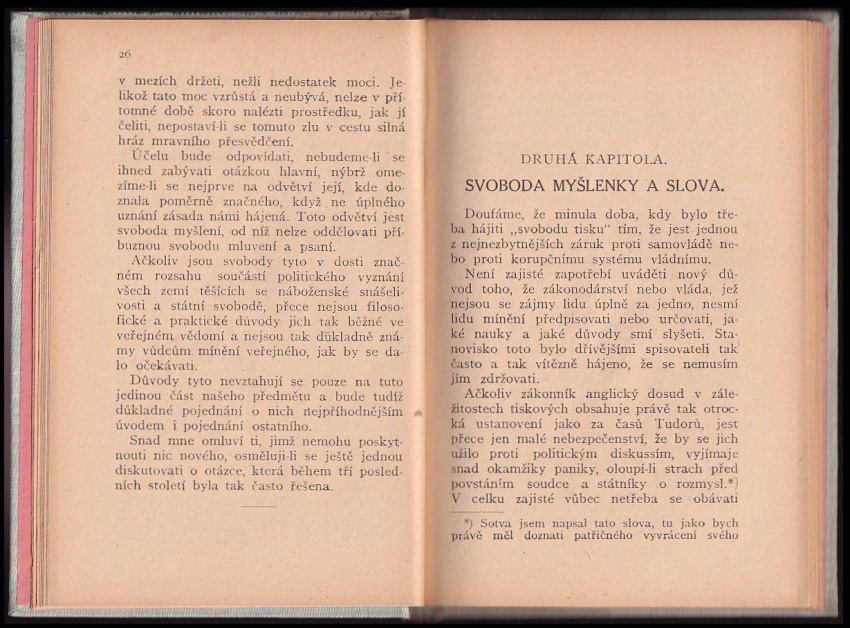 26
v mezích držeti, nežli nedostatek moci. Je-
likož tato moc vzrůstá a neubývá, nelze v pří-
tomné době skoro nalézti prostředku, jak jí
čeliti, nepostaví-li se tomuto zlu v cestu silná
hráz mravního přesvědčení.
Účelu bude odpovídati, nebudeme-li se
ihned zabývati otázkou hlavní, nýbrž ome-
zíme-li se nejprve na odvětví její, kde do-
znala poměrně značného, když ne úplného
uznání zásada námi hájená. Toto odvětví jest
svoboda myšlení, od níž nelze oddělovati pří-
buznou svobodu mluvení a psaní.
Ačkoliv jsou svobody tyto v dosti znač-
ném rozsahu součástí politického vyznání
všech zemí těšících se náboženské snášeli-
vosti a státní svobodě, přece nejsou filoso-
fické a praktické důvody jich tak běžné ve
veřejném vědomí a nejsou tak důkladně zná-
my vůdcům mínění veřejného, jak by se da-
lo očekávati.
Důvody tyto nevztahují se pouze na tuto
jedinou část našeho předmětu a bude tudíž
důkladné pojednání o nich nejpříhodnějším
úvodem i pojednání ostatního.
Snad mne omluví ti, jimž nemohu poskyt-
nouti nic nového, osměluji-li se ještě jednou
diskutovati o otázce, která během tří posled-
ních století byla tak často řešena.
DRUHÁ KAPITOLA.
SVOBODA MYŠLENKY A SLOVA.
Doufáme, že minula doba, kdy bylo tře-
ba hájiti „svobodu tisku" tím, že jest jednou
z nejnezbytnějších záruk proti samovládě ne-
bo proti korupčnímu systému vládnímu.
Není zajisté zapotřebí uváděti nový dů-
vod toho, že zákonodárství nebo vláda, jež
nejsou se zájmy lidu úplně za jedno, nesmí
lidu mínění předpisovati nebo určovati, ja-
ké nauky a jaké důvody smí slyšeti. Sta-
novisko toto bylo dřívějšími spisovateli tak
často a tak vítězně hájeno, že se nemusím
jím zdržovati.
Ačkoliv zákonník anglický dosud v zále-
žitostech tiskových obsahuje právě tak otroc-
ká ustanovení jako za časů Tudorů, jest
přece jen malé nebezpečenství, že by se jich
užilo proti politickým diskussím, vyjímaje
snad okamžiky paniky, oloupí-li strach před
povstáním soudce a státníky o rozmysl.*)
V celku zajisté vůbec netřeba se obávati
*) Sotva jsem napsal tato slova, tu jako bych
právě měl doznati patřičného vyvrácení svého